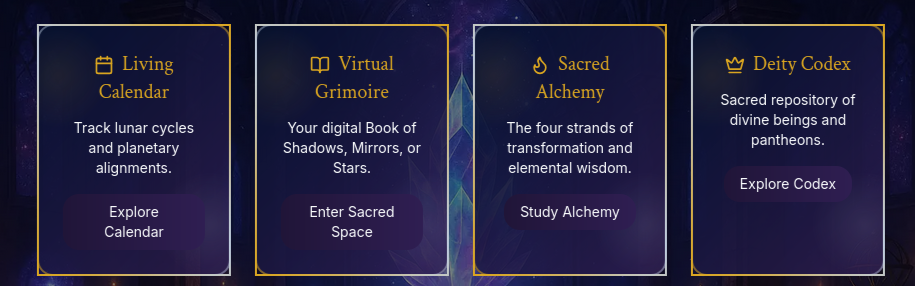 Living
Calendar
Track lunar cycles
and planetary
alignments.
Explore
Calendar
Virtual
Grimoire
Your digital Book of
Shadows, Mirrors, or
Stars.
Enter Sacred
Space
Sacred
Alchemy
The four strands of
transformation and
elemental wisdom.
Study Alchemy
Deity Codex
Sacred repository of
divine beings and
pantheons.
Explore Codex